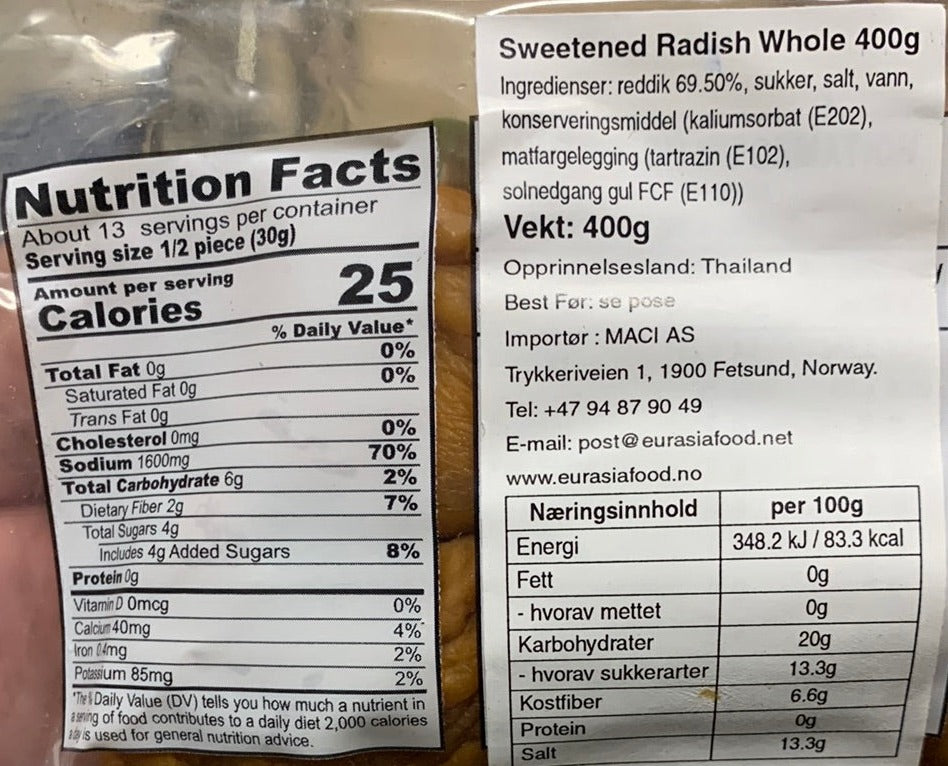 Nutrition Facts
About 13 servings per container
Serving size 1/2 piece (30g)
Amount per serving
Calories 25
% Daily Value*
Total Fat 0g 0%
Saturated Fat 0g 0%
Trans Fat 0g
Cholesterol 0mg 0%
Sodium 1600mg 70%
Total Carbohydrate 6g 2%
Dietary Fiber 2g 7%
Total Sugars 4g
Includes 4g Added Sugars 8%
Protein 0g
Vitamin D 0mcg 0%
Calcium 40mg 4%
Iron 0.4mg 2%
Potassium 85mg 2%
*The % Daily Value (DV) tells you how much a nutrient in
a serving of food contributes to a daily diet 2,000 calories
a day is used for general nutrition advice.
Sweetened Radish Whole 400g
Ingredienser: reddik 69.50%, sukker, salt, vann,
konserveringsmiddel (kaliumsorbat (E202),
matfargelegging (tartrazin (E102),
solnedgang gul FCF (E110))
Vekt: 400g
Opprinnelsesland: Thailand
Best Før: se pose
Importør : MACI AS
Trykkeriveien 1, 1900 Fetsund, Norway.
Tel: +47 94 87 90 49
E-mail: post@eurasiafood.net
www.eurasiafood.no
Næringsinnhold per 100g
Energi 348.2 kJ / 83.3 kcal
Fett 0g
- hvorav mettet 0g
Karbohydrater 20g
- hvorav sukkerarter 13.3g
Kostfiber 6.6g
Protein 0g
Salt 13.3g